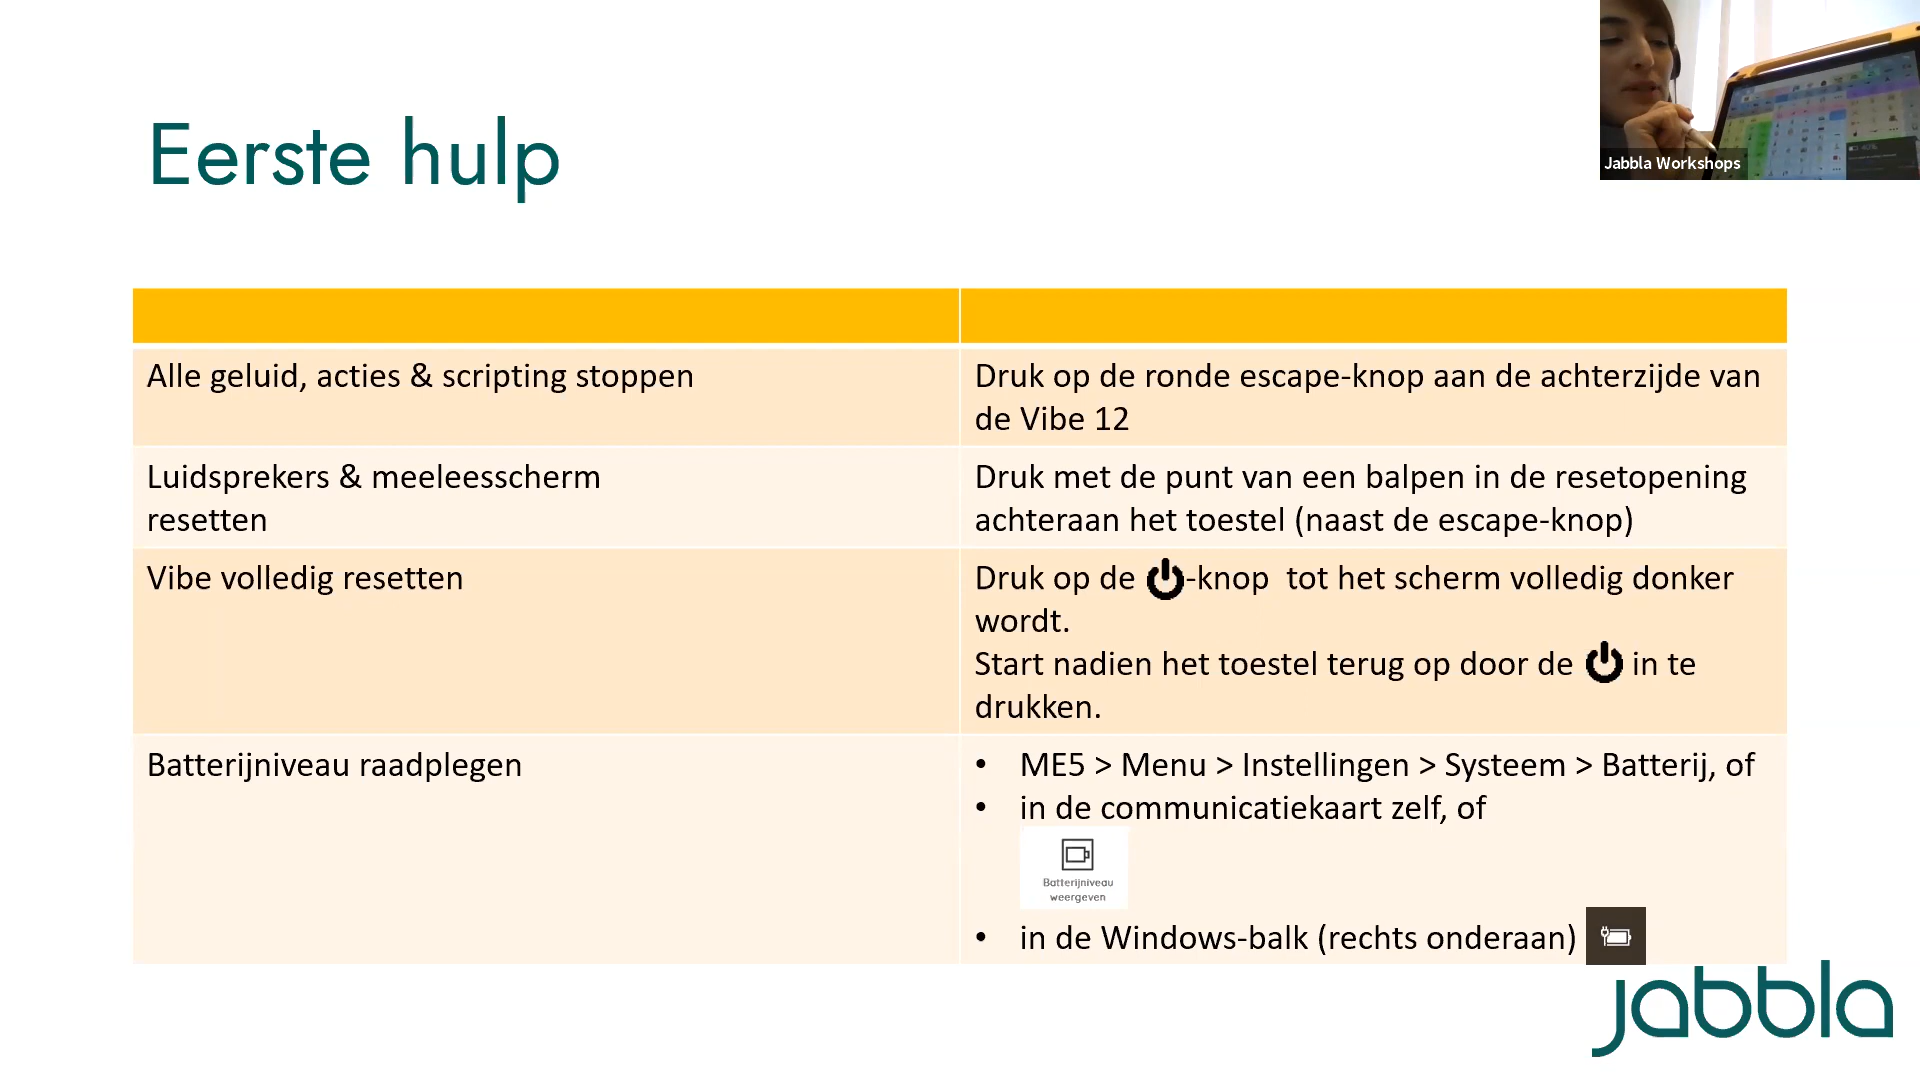 Eerste hulp
Jabbla Workshops
Alle geluid, acties & scripting stoppen
Druk op de ronde escape-knop aan de achterzijde van
de Vibe 12
Luidsprekers & meeleesscherm
resetten
Druk met de punt van een balpen in de resetopening
achteraan het toestel (naast de escape-knop)
Vibe volledig resetten
Druk op de -knop tot het scherm volledig donker
wordt.
Start nadien het toestel terug op door de in te
drukken.
Batterijniveau raadplegen
• ME5 > Menu > Instellingen > Systeem > Batterij, of
• in de communicatiekaart zelf, of
Batterijniveau
weergeven
• in de Windows-balk (rechts onderaan)
jabbla